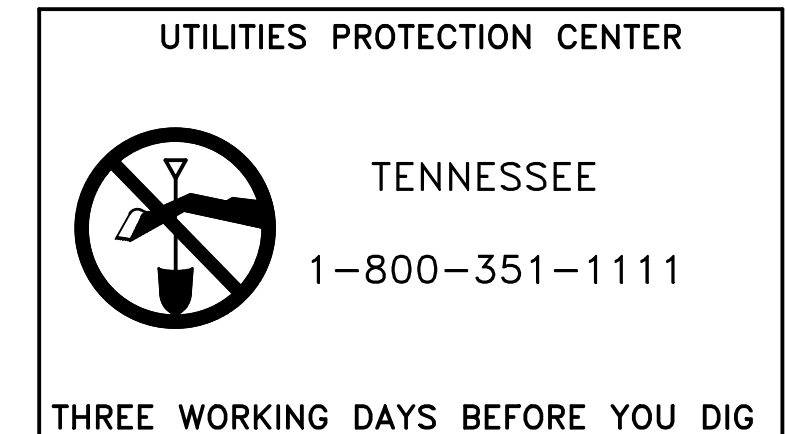 UTILITIES PROTECTION CENTER
TENNESSEE
1-800-351-1111
THREE WORKING DAYS BEFORE YOU DIG